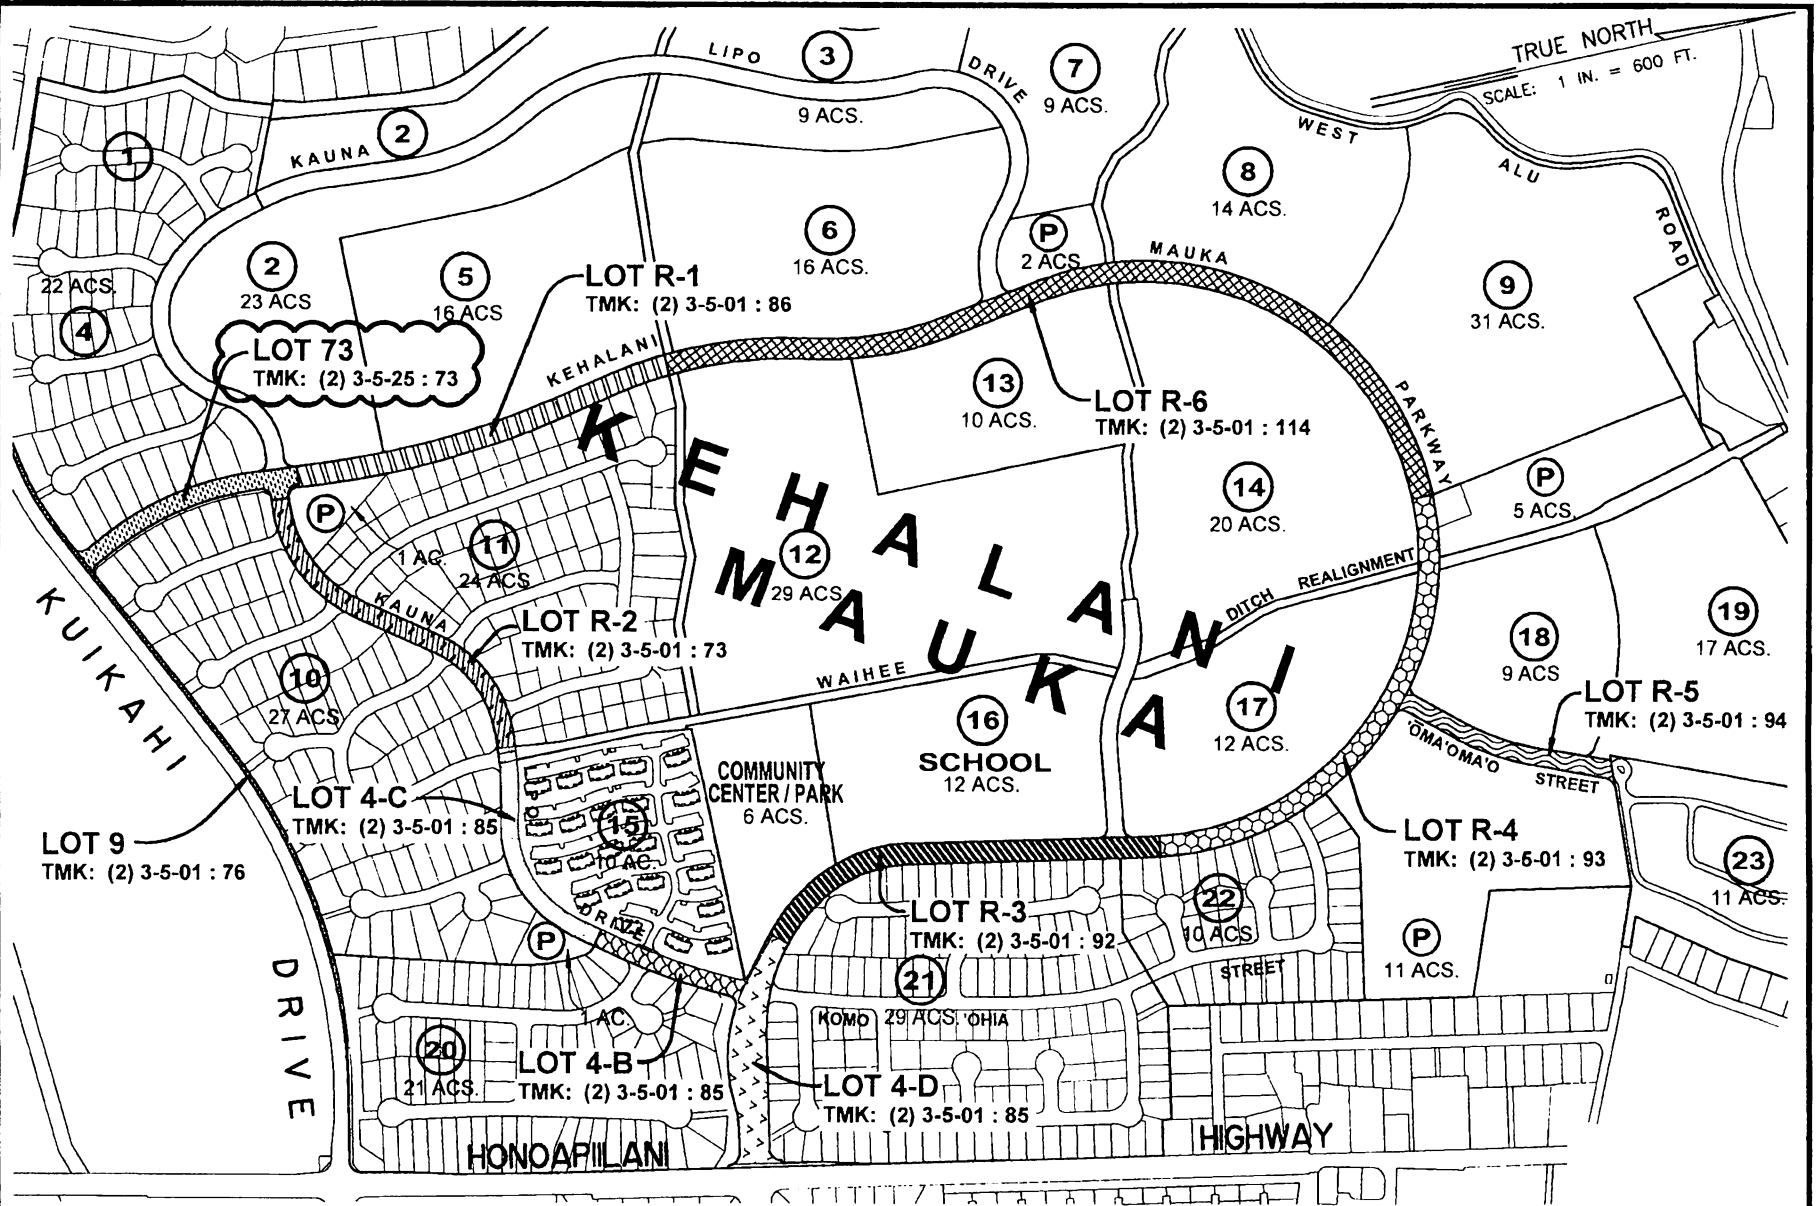 TRUE NORTH
SCALE: 1 IN. = 600 FT.
LIPO
DRIVE
3
9 ACS.
7
9 ACS.
WEST
ALU
ROAD
1
KAUNA
2
8
14 ACS.
P
2 ACS.
MAUKA
6
16 ACS.
2
23 ACS
5
16 ACS.
22 ACS.
4
LOT R-1
TMK: (2) 3-5-01 : 86
9
31 ACS.
LOT 73
TMK: (2) 3-5-25 : 73
KEHALANI
13
10 ACS.
LOT R-6
TMK: (2) 3-5-01 : 114
PARKWAY
KEHALANI
MAUKA
14
20 ACS.
P
5 ACS.
P
1 AC.
11
24 ACS
12
29 ACS
DITCH REALIGNMENT
KUIKAHI
KAUNA
LOT R-2
TMK: (2) 3-5-01 : 73
WAIHEE
18
9 ACS
19
17 ACS.
10
27 ACS
LOT R-5
TMK: (2) 3-5-01 : 94
16
SCHOOL
12 ACS.
17
12 ACS.
'OMA'OMA'O
STREET
COMMUNITY
CENTER / PARK
6 ACS.
LOT 4-C
TMK: (2) 3-5-01 : 85
15
10 AC.
LOT 9
TMK: (2) 3-5-01 : 76
LOT R-4
TMK: (2) 3-5-01 : 93
23
11 ACS.
22
10 ACS
LOT R-3
TMK: (2) 3-5-01 : 92
DRIVE
P
1 AC.
P
11 ACS.
STREET
21
29 ACS.
KOMO 'OHIA
DRIVE
20
21 ACS.
LOT 4-B
TMK: (2) 3-5-01 : 85
LOT 4-D
TMK: (2) 3-5-01 : 85
HONOAPIILANI
HIGHWAY